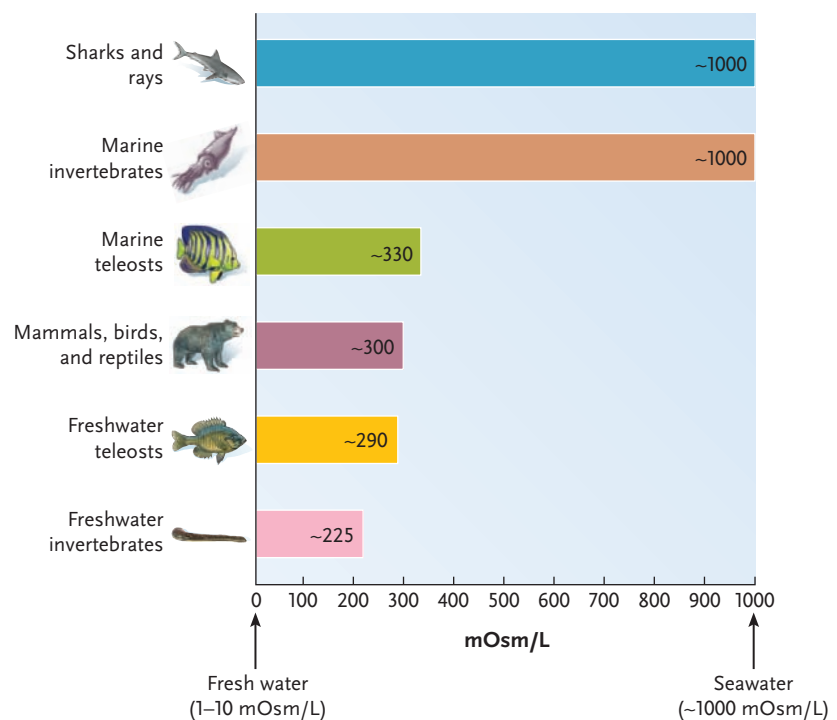 Sharks and
rays
~1000
Marine
invertebrates
~1000
Marine
teleosts
~330
Mammals, birds,
and reptiles
~300
Freshwater
teleosts
~290
Freshwater
invertebrates
~225
0 100 200 300 400 500 600 700 800 900 1000
mOsm/L
Fresh water
(1–10 mOsm/L)
Seawater
(~1000 mOsm/L)